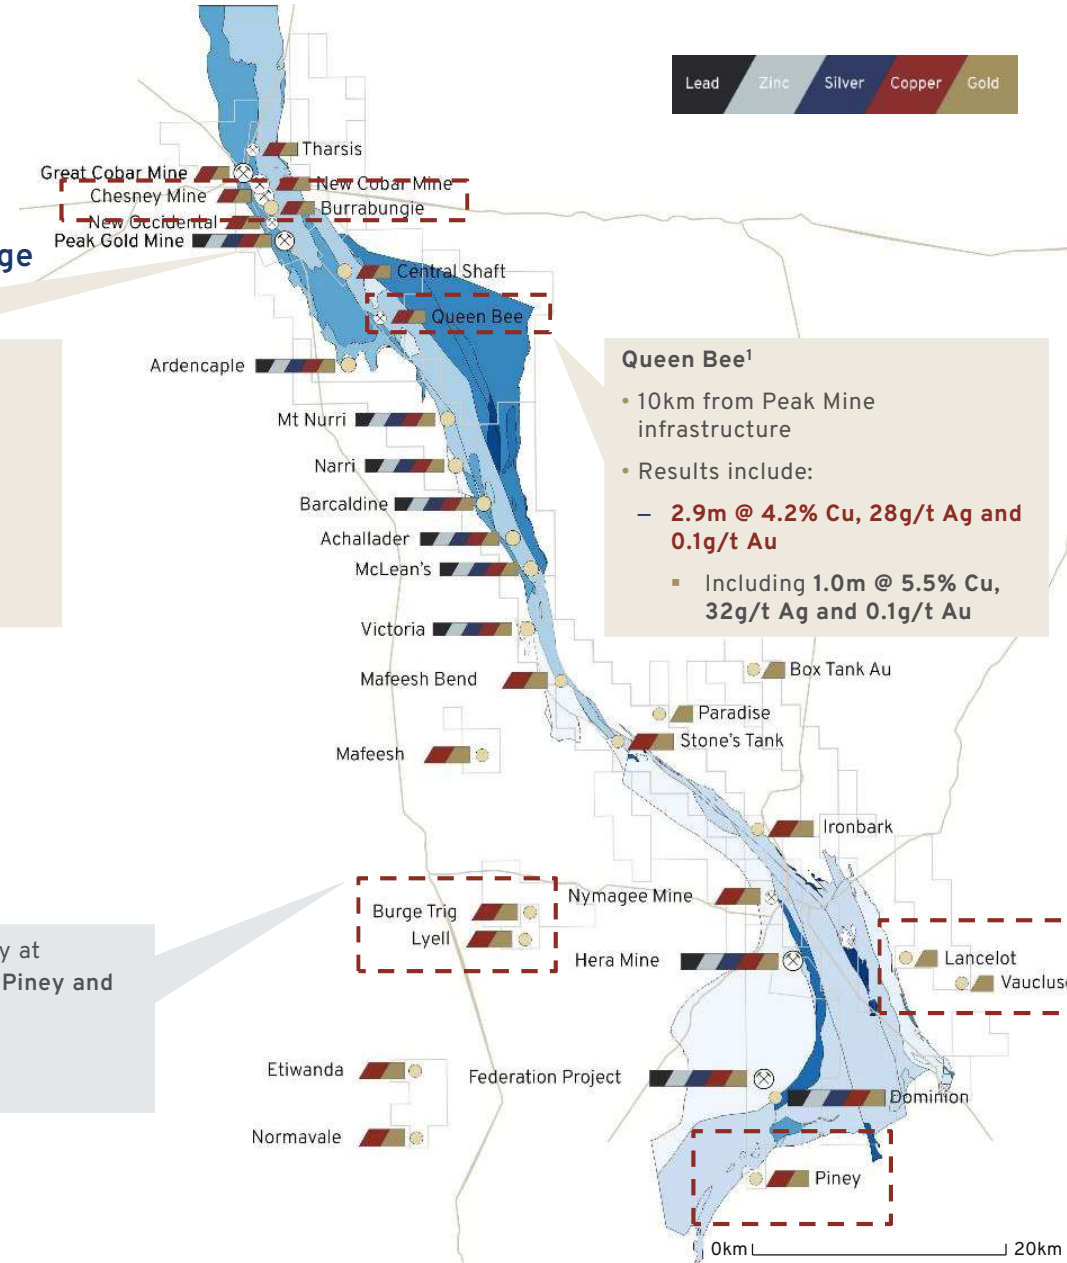 Lead Zinc Silver Copper Gold
Tharsis
Great Cobar Mine
New Cobar Mine
Chesney Mine
Burrabungie
New Occidental
Peak Gold Mine
ge
Central Shaft
Queen Bee
Ardencaple
Queen Bee¹
• 10km from Peak Mine
infrastructure
• Results include:
– 2.9m @ 4.2% Cu, 28g/t Ag and
0.1g/t Au
▪ Including 1.0m @ 5.5% Cu,
32g/t Ag and 0.1g/t Au
Mt Nurri
Narri
Barcaldine
Achallader
McLean's
Victoria
Mafeesh Bend
Box Tank Au
Paradise
Stone's Tank
Mafeesh
Ironbark
Nymagee Mine
Burge Trig
Lyell
y at
Piney and
Hera Mine
Lancelot
Vaucluse
Etiwanda
Federation Project
Dominion
Normavale
Piney
0km 20km